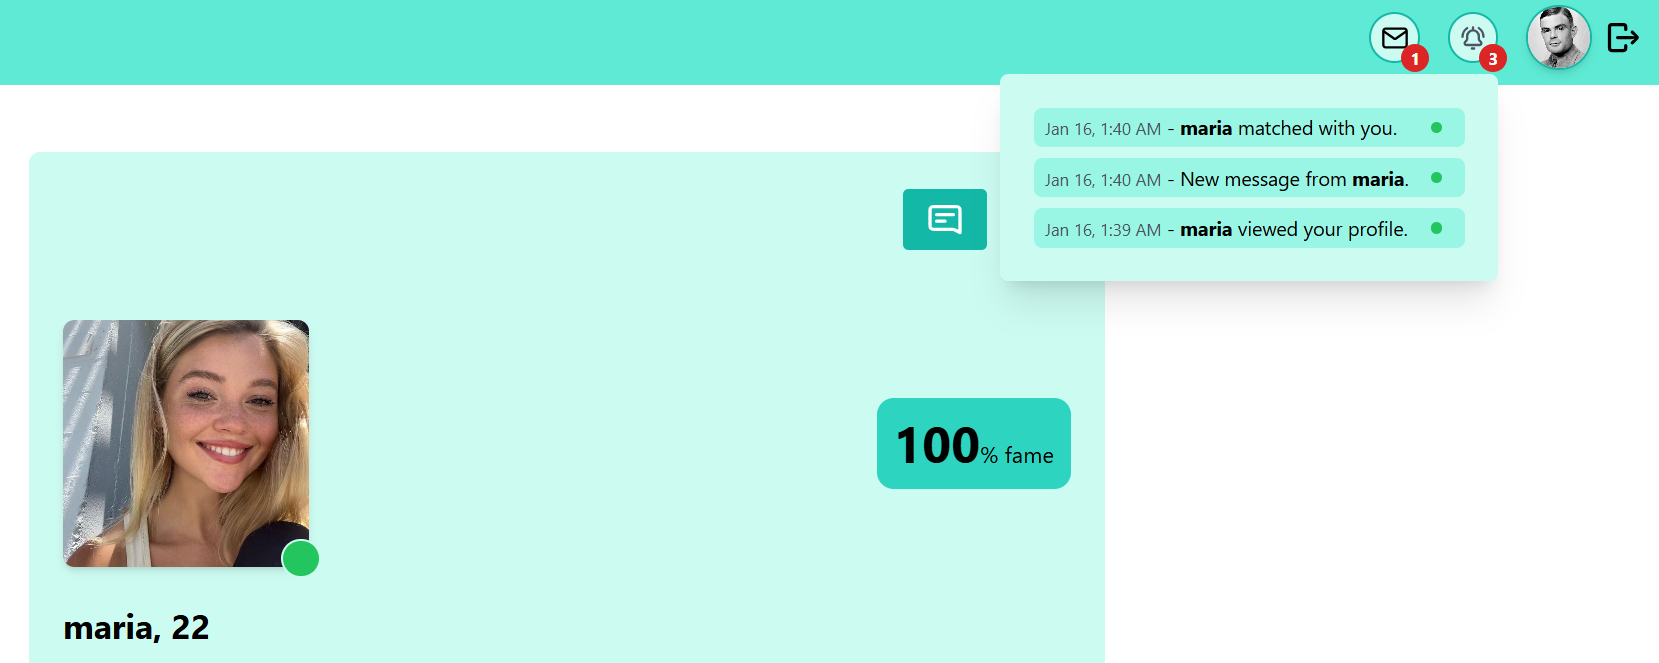 1
3
Jan 16, 1:40 AM - maria matched with you.
Jan 16, 1:40 AM - New message from maria.
Jan 16, 1:39 AM - maria viewed your profile.
100% fame
maria, 22